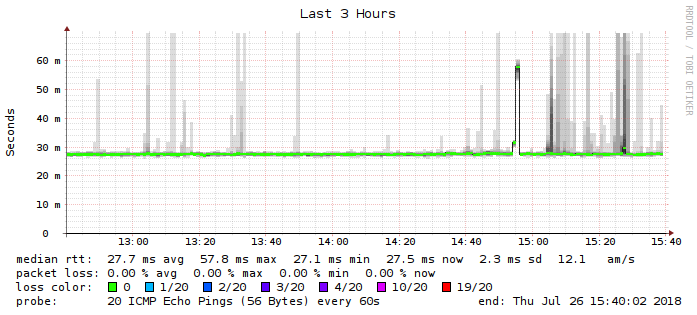 Last 3 Hours
RRDTOOL / TOBI OETIKER
Seconds
60 m
50 m
40 m
30 m
20 m
10 m
0
13:00 13:20 13:40 14:00 14:20 14:40 15:00 15:20 15:40
median rtt: 27.7 ms avg 57.8 ms max 27.1 ms min 27.5 ms now 2.3 ms sd 12.1 am/s
packet loss: 0.00 % avg 0.00 % max 0.00 % min 0.00 % now
loss color: 0 1/20 2/20 3/20 4/20 10/20 19/20
probe: 20 ICMP Echo Pings (56 Bytes) every 60s end: Thu Jul 26 15:40:02 2018